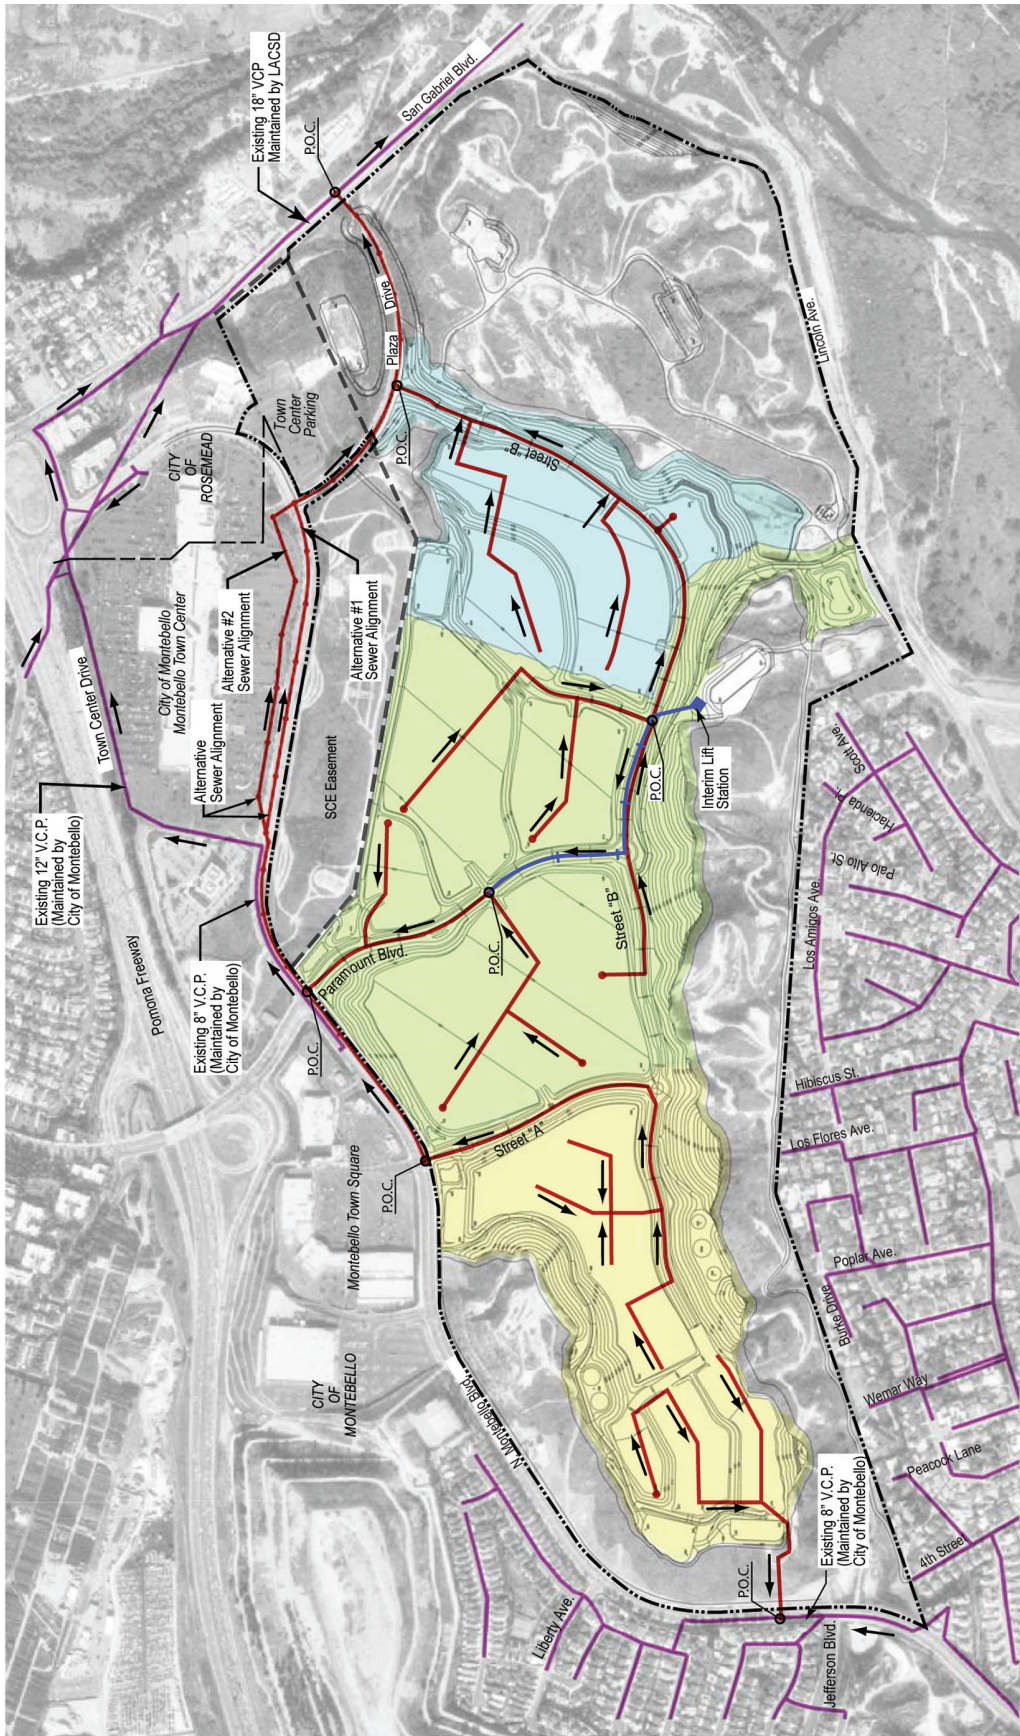 San Gabriel Blvd.
Existing 18" VCP
Maintained by LACSD
P.O.C.
Plaza
Drive
P.O.C.
Town
Center
Parking
CITY
OF
ROSEMEAD
City of Montebello
Montebello Town Center
Alternative #2
Sewer Alignment
Alternative #1
Sewer Alignment
Alternative
Sewer Alignment
SCE Easement
Town Center Drive
Existing 12" V.C.P.
(Maintained by
City of Montebello)
Pomona Freeway
Existing 8" V.C.P.
(Maintained by
City of Montebello)
P.O.C.
Paramount Blvd.
P.O.C.
Street "B"
Street "B"
P.O.C.
Interim Lift
Station
Lincoln Ave.
Street "A"
P.O.C.
Montebello Town Square
CITY
OF
MONTEBELLO
N. Montebello Blvd
Scott Ave.
Hacienda Pl.
Palo Alto St.
Los Amigos Ave.
Hibiscus St.
Los Flores Ave.
Poplar Ave.
Burke Drive
Wemar Way
Peacock Lane
4th Street
Existing 8" V.C.P.
(Maintained by
City of Montebello)
P.O.C.
Liberty Ave.
Jefferson Blvd.